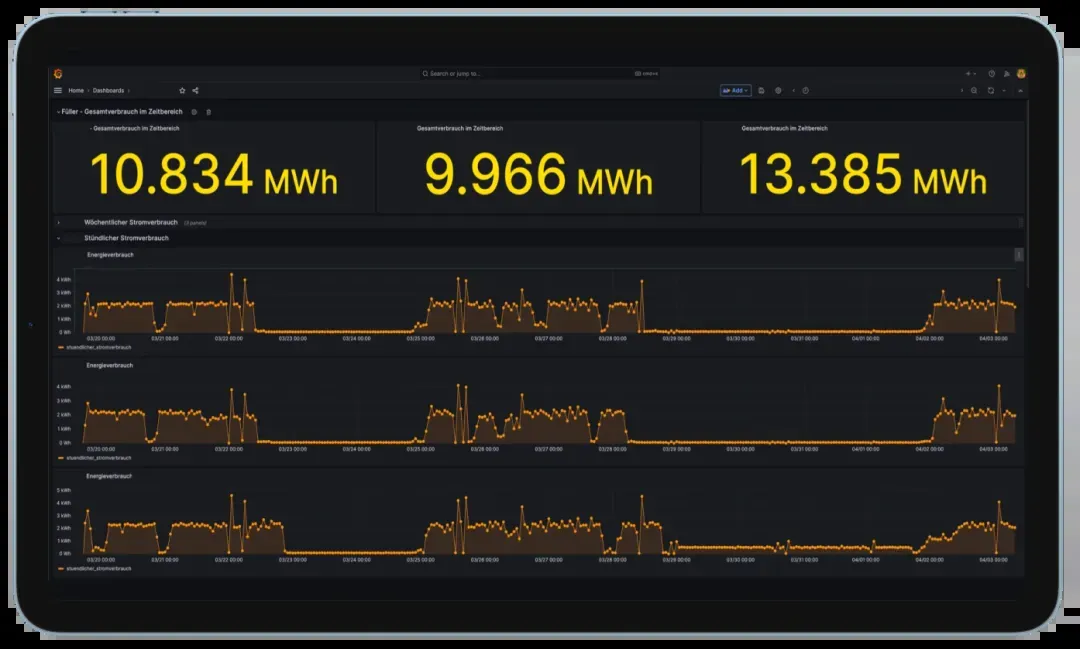 Search or jump to...
Home › Dashboards ›
Add
Füller - Gesamtverbrauch im Zeitbereich
- Gesamtverbrauch im Zeitbereich
10.834 MWh
Gesamtverbrauch im Zeitbereich
9.966 MWh
Gesamtverbrauch im Zeitbereich
13.385 MWh
Wöchentlicher Stromverbrauch (3 panels)
Stündlicher Stromverbrauch
Energieverbrauch
4 kWh
3 kWh
2 kWh
1 kWh
0 Wh
03/20 00:00 03/21 00:00 03/22 00:00 03/23 00:00 03/24 00:00 03/25 00:00 03/26 00:00 03/27 00:00 03/28 00:00 03/29 00:00 03/30 00:00 03/31 00:00 04/01 00:00 04/02 00:00 04/03 00:00
stuendlicher_stromverbrauch
Energieverbrauch
4 kWh
3 kWh
2 kWh
1 kWh
0 Wh
03/20 00:00 03/21 00:00 03/22 00:00 03/23 00:00 03/24 00:00 03/25 00:00 03/26 00:00 03/27 00:00 03/28 00:00 03/29 00:00 03/30 00:00 03/31 00:00 04/01 00:00 04/02 00:00 04/03 00:00
stuendlicher_stromverbrauch
Energieverbrauch
5 kWh
4 kWh
3 kWh
2 kWh
1 kWh
0 Wh
03/20 00:00 03/21 00:00 03/22 00:00 03/23 00:00 03/24 00:00 03/25 00:00 03/26 00:00 03/27 00:00 03/28 00:00 03/29 00:00 03/30 00:00 03/31 00:00 04/01 00:00 04/02 00:00 04/03 00:00
stuendlicher_stromverbrauch